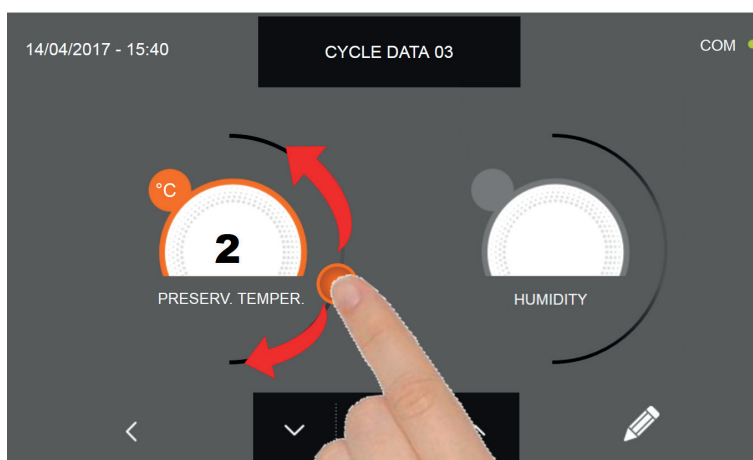 14/04/2017 - 15:40
CYCLE DATA 03
COM
°C
2
PRESERV. TEMPER.
HUMIDITY